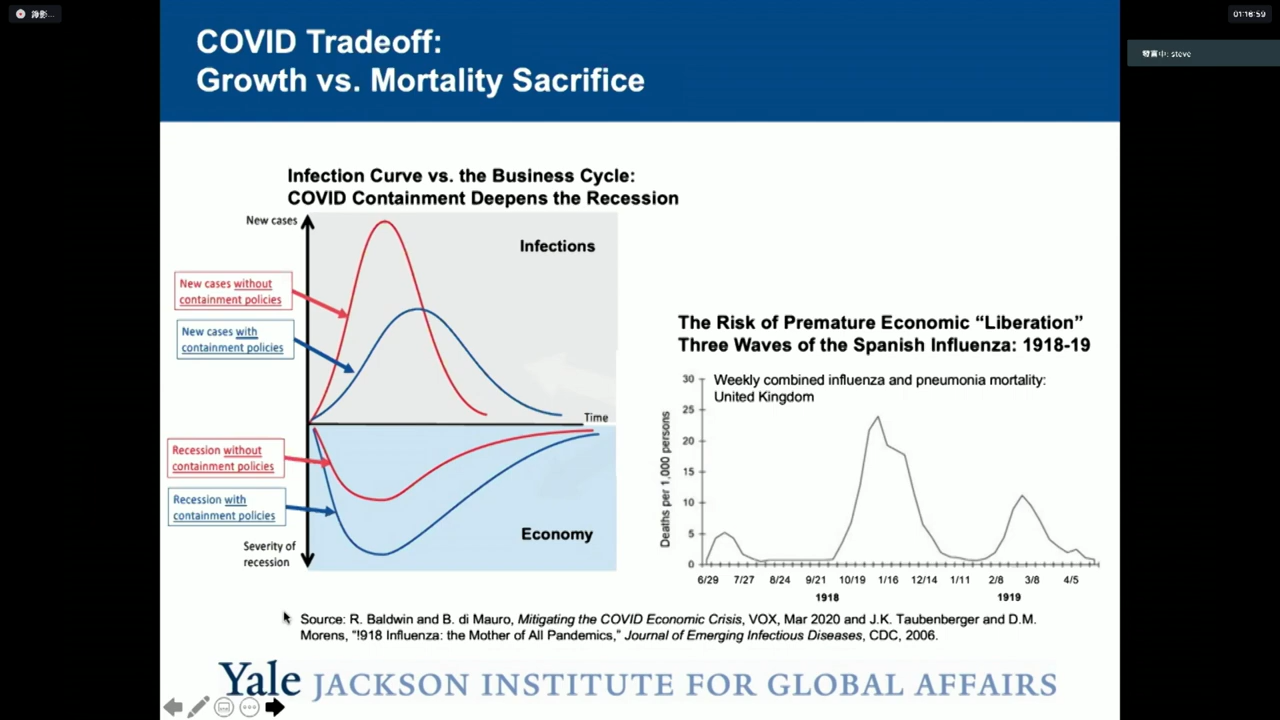 錄影...
01:16:59
發言中: steve
COVID Tradeoff:
Growth vs. Mortality Sacrifice
Infection Curve vs. the Business Cycle:
COVID Containment Deepens the Recession
New cases
Infections
New cases without
containment policies
New cases with
containment policies
Time
Recession without
containment policies
Recession with
containment policies
Economy
Severity of
recession
The Risk of Premature Economic “Liberation”
Three Waves of the Spanish Influenza: 1918-19
Weekly combined influenza and pneumonia mortality:
United Kingdom
Deaths per 1,000 persons
30
25
20
15
10
5
0
6/29 7/27 8/24 9/21 10/19 1/16 12/14 1/11 2/8 3/8 4/5
1918 1919
Source: R. Baldwin and B. di Mauro, Mitigating the COVID Economic Crisis, VOX, Mar 2020 and J.K. Taubenberger and D.M.
Morens, "!918 Influenza: the Mother of All Pandemics,” Journal of Emerging Infectious Diseases, CDC, 2006.
Yale JACKSON INSTITUTE FOR GLOBAL AFFAIRS